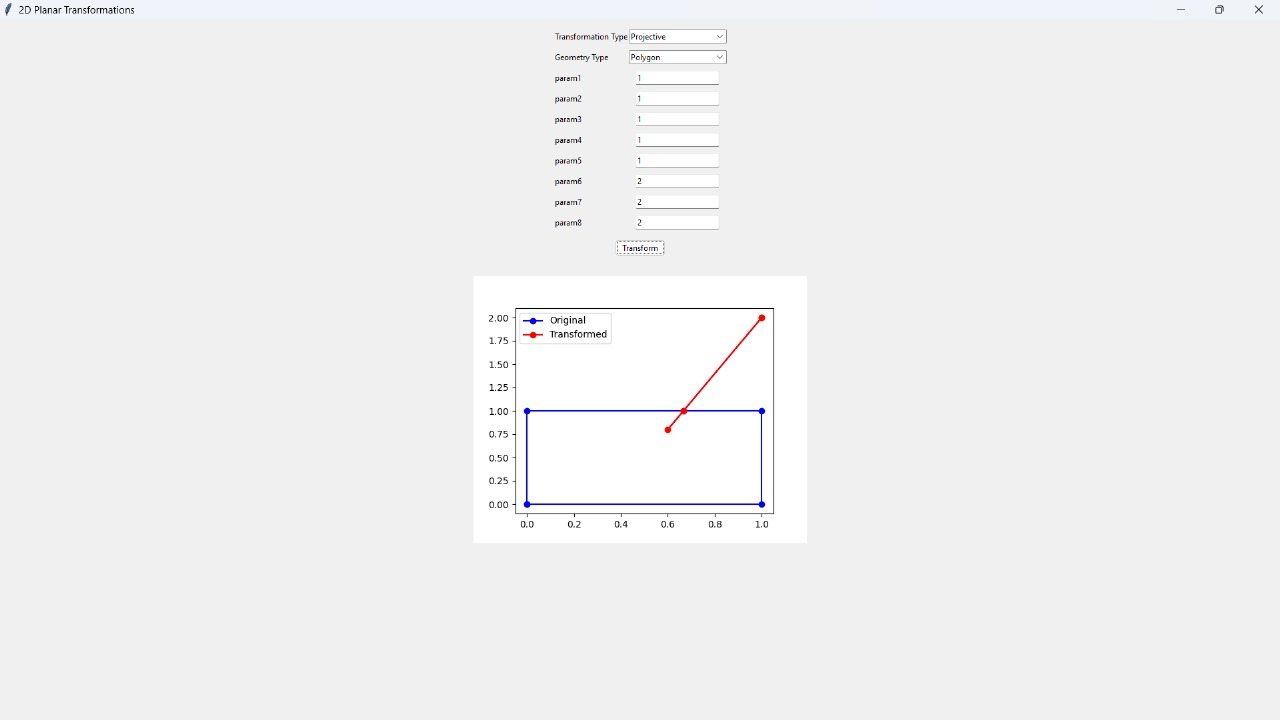 2D Planar Transformations
Transformation Type Projective
Geometry Type Polygon
param1 1
param2 1
param3 1
param4 1
param5 1
param6 2
param7 2
param8 2
Transform
Original
Transformed
2.00
1.75
1.50
1.25
1.00
0.75
0.50
0.25
0.00
0.0 0.2 0.4 0.6 0.8 1.0